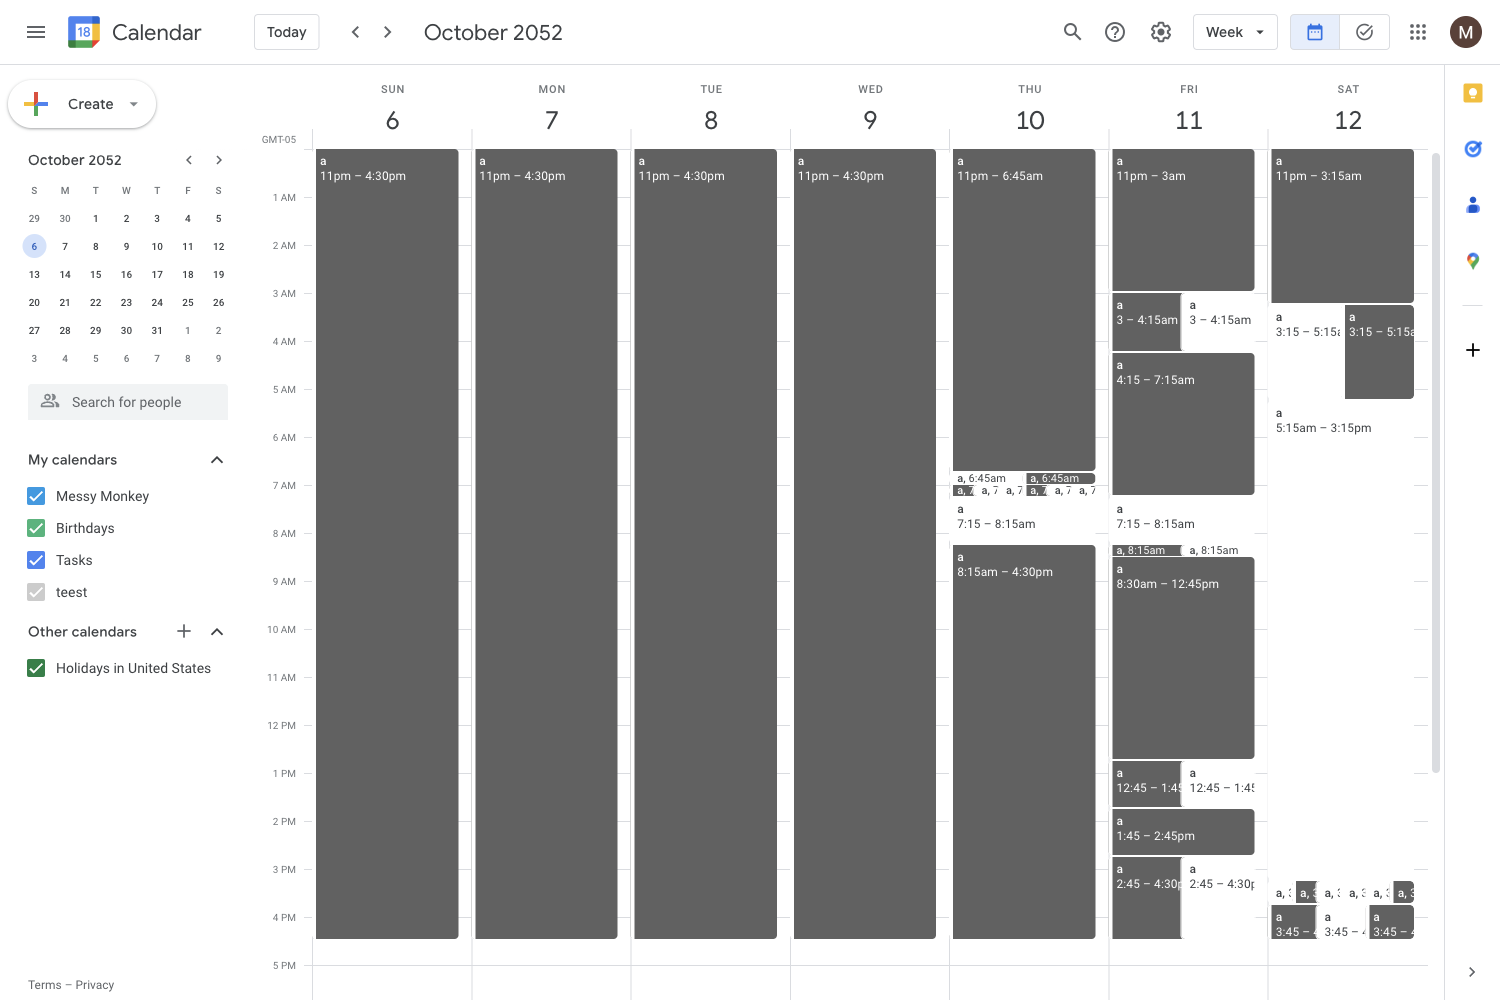 18 Calendar Today October 2052 Week M
Create
October 2052
S M T W T F S
29 30 1 2 3 4 5
6 7 8 9 10 11 12
13 14 15 16 17 18 19
20 21 22 23 24 25 26
27 28 29 30 31 1 2
3 4 5 6 7 8 9
Search for people
My calendars
Messy Monkey
Birthdays
Tasks
teest
Other calendars
Holidays in United States
Terms – Privacy
SUN MON TUE WED THU FRI SAT
6 7 8 9 10 11 12
GMT-05
1 AM
2 AM
3 AM
4 AM
5 AM
6 AM
7 AM
8 AM
9 AM
10 AM
11 AM
12 PM
1 PM
2 PM
3 PM
4 PM
5 PM
a
11pm – 4:30pm
a
11pm – 4:30pm
a
11pm – 4:30pm
a
11pm – 4:30pm
a
11pm – 6:45am
a, 6:45am
a, 6:45am
a, 7 a, 7 a, 7 a, 7 a, 7 a, 7
a
7:15 – 8:15am
a
8:15am – 4:30pm
a
11pm – 3am
a
3 – 4:15am
a
3 – 4:15am
a
4:15 – 7:15am
a
7:15 – 8:15am
a, 8:15am
a, 8:15am
a
8:30am – 12:45pm
a
12:45 – 1:45
a
12:45 – 1:45
a
1:45 – 2:45pm
a
2:45 – 4:30p
a
2:45 – 4:30p
a
11pm – 3:15am
a
3:15 – 5:15a
a
3:15 – 5:15a
a
5:15am – 3:15pm
a, 3 a, 3 a, 3 a, 3 a, 3 a, 3
a
3:45 – 4
a
3:45 – 4
a
3:45 – 4